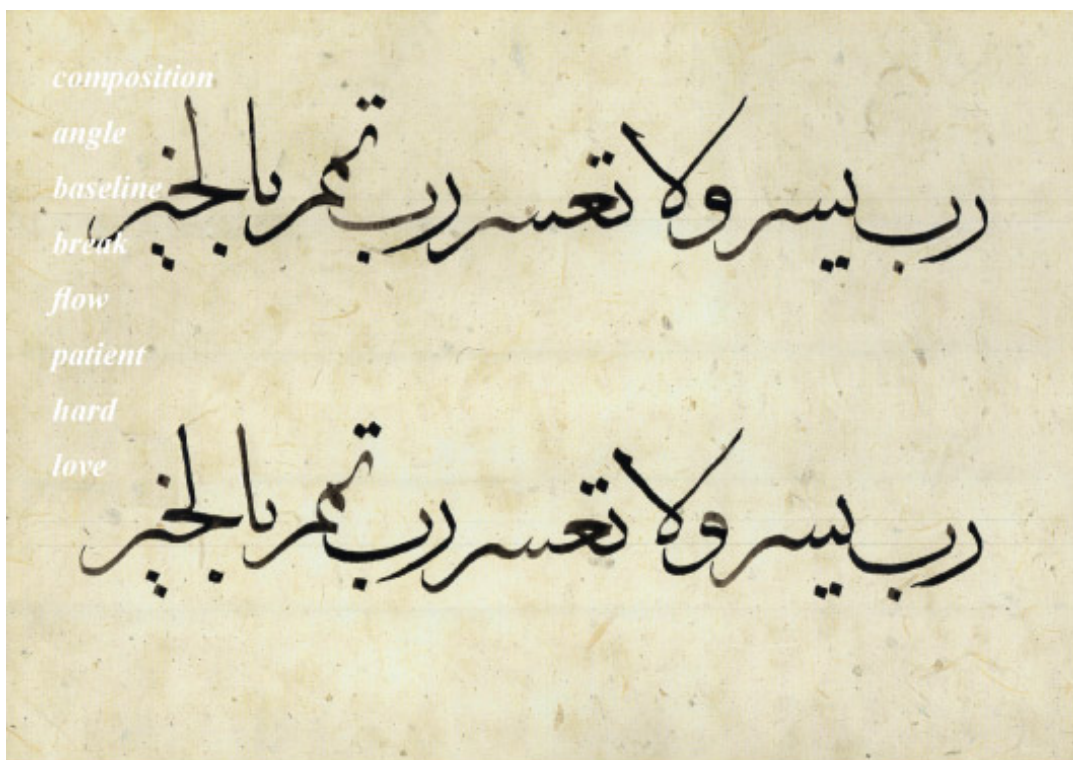 composition
angle
baseline
break
flow
patient
hard
love
رب يسر ولا تعسر رب تمم بالخير
رب يسر ولا تعسر رب تمم بالخير